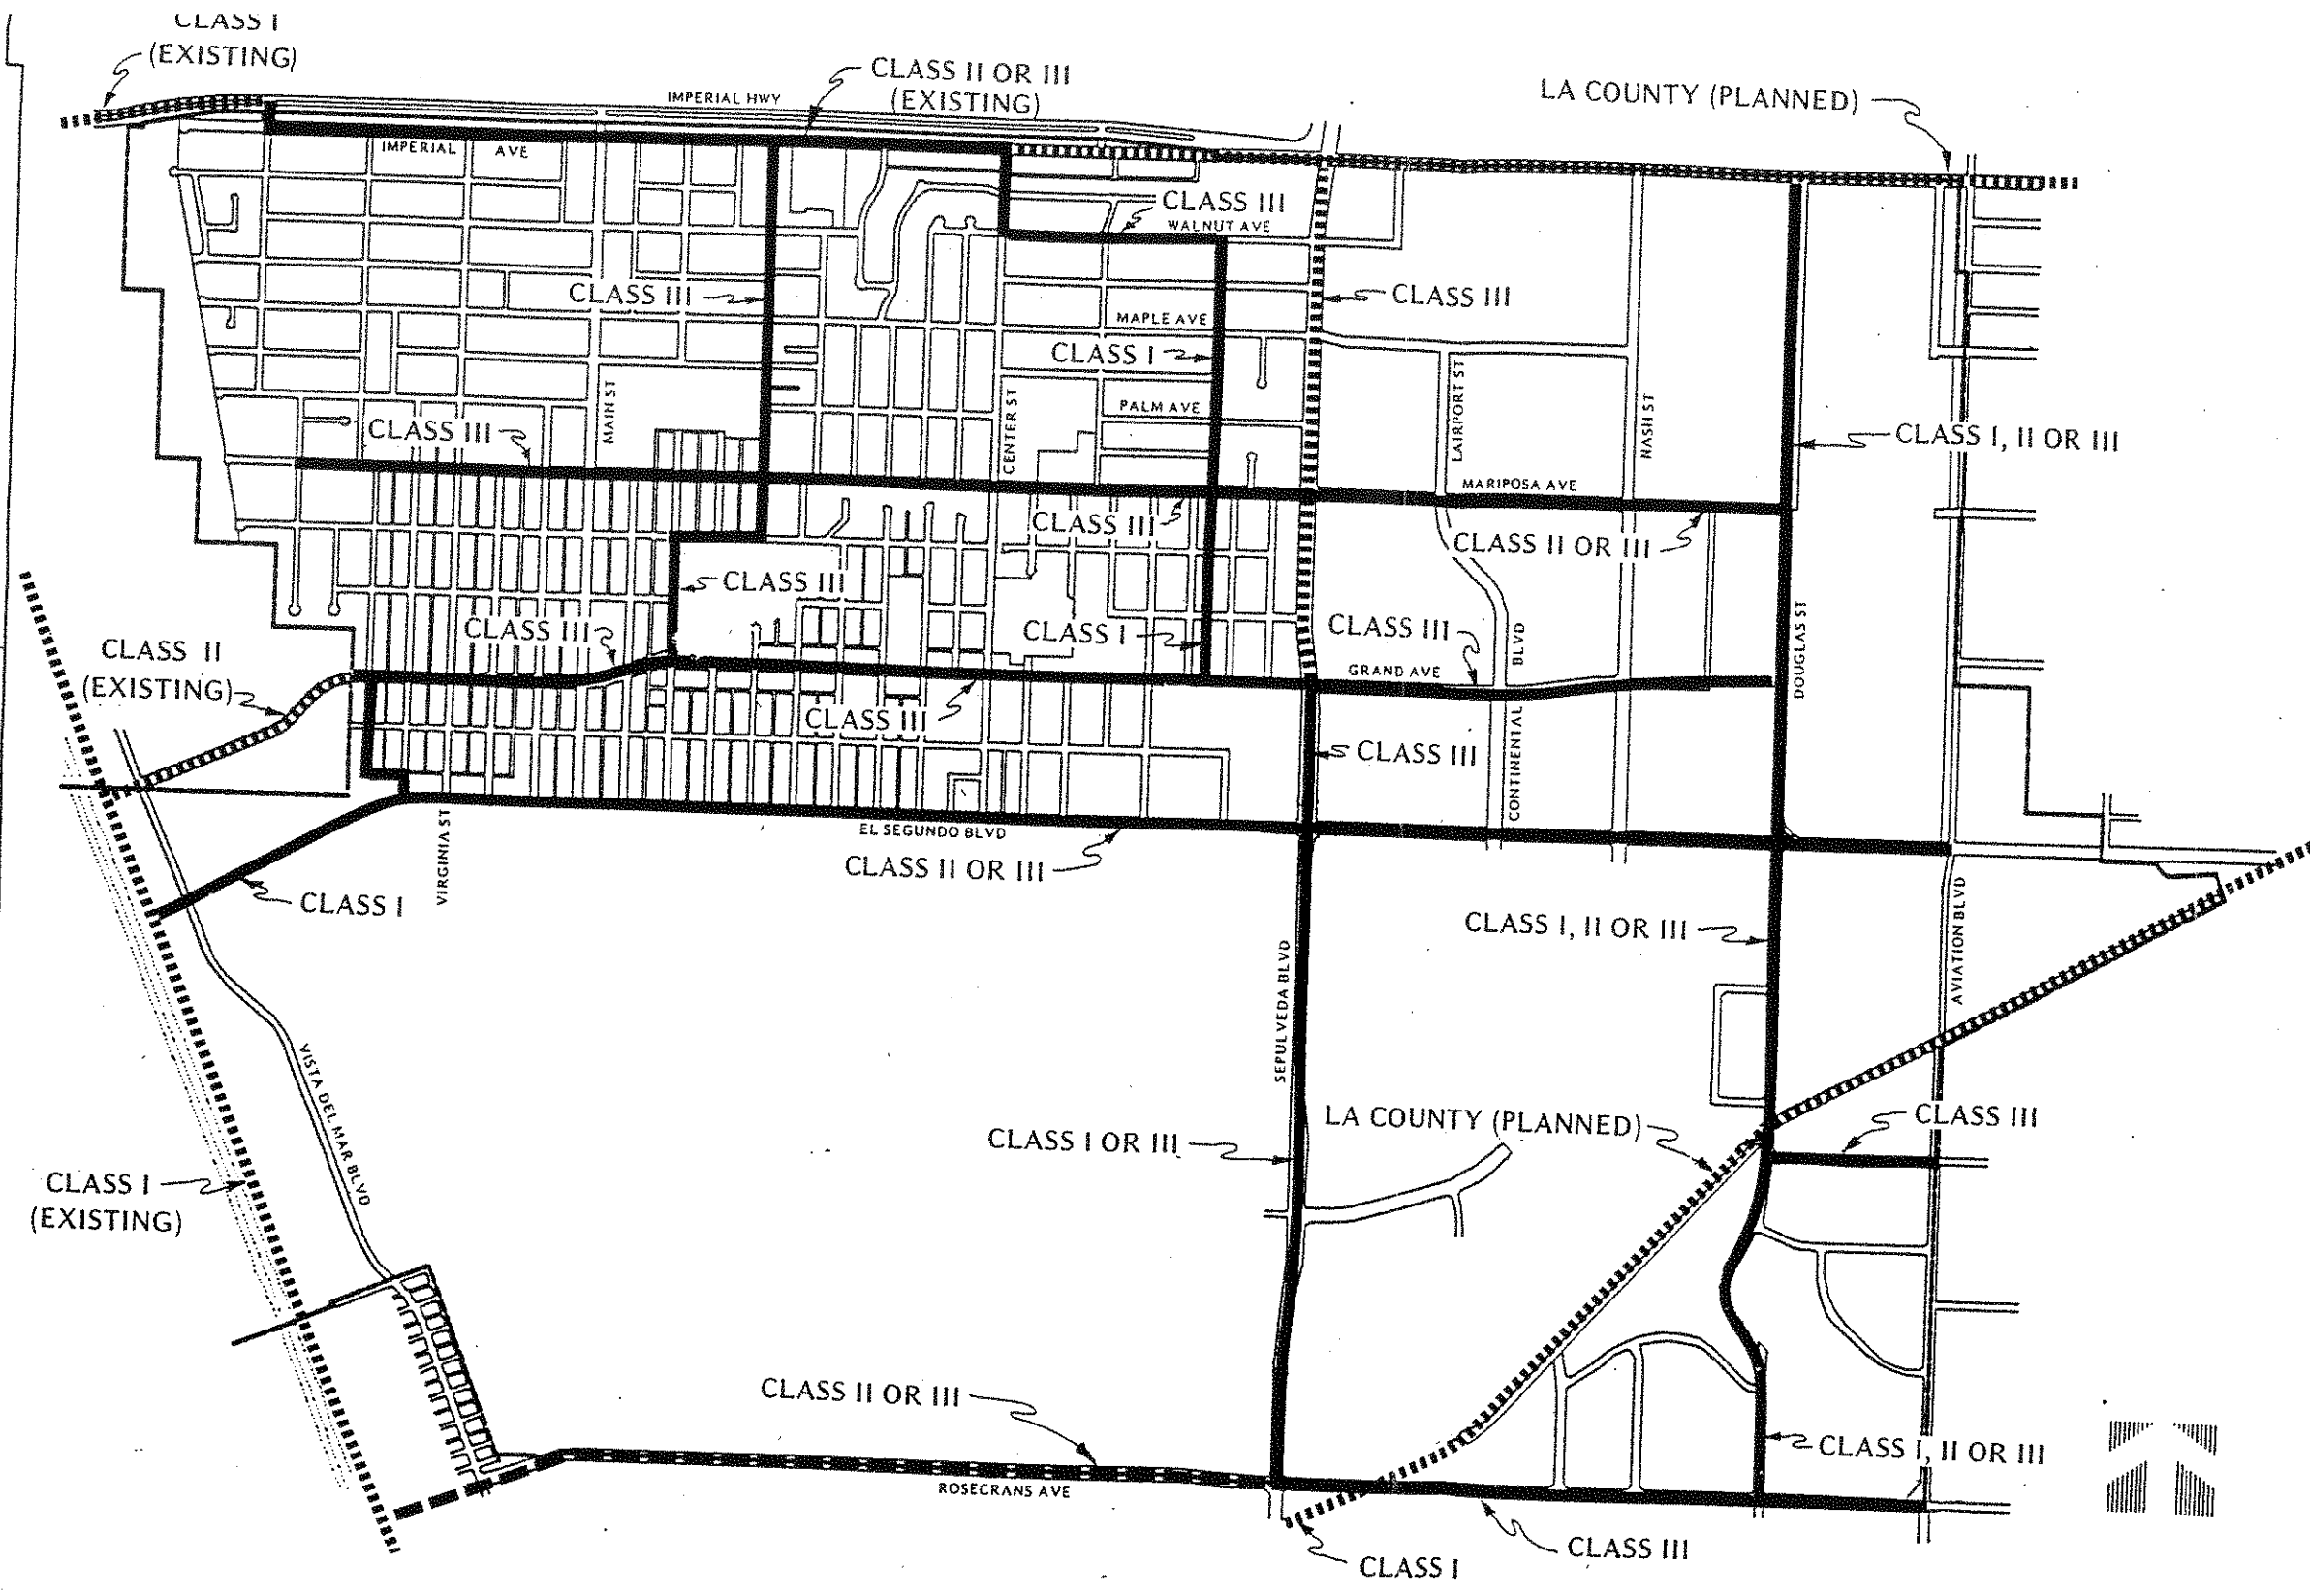 CLASS I
(EXISTING)
CLASS II OR III
(EXISTING)
IMPERIAL HWY
LA COUNTY (PLANNED)
IMPERIAL AVE
CLASS III
WALNUT AVE
CLASS III
CLASS III
MAPLE AVE
CLASS I
LAIRPORT ST
NASH ST
MAIN ST
CENTER ST
PALM AVE
CLASS III
CLASS I, II OR III
MARIPOSA AVE
CLASS III
CLASS II OR III
CLASS III
CLASS III
CLASS I
CLASS III
BLVD
GRAND AVE
DOUGLAS ST
CLASS II
(EXISTING)
CLASS III
CLASS III
CONTINENTAL
VIRGINIA ST
EL SEGUNDO BLVD
CLASS II OR III
CLASS I
CLASS I, II OR III
AVIATION BLVD
SEPULVEDA BLVD
VISTA DEL MAR BLVD
LA COUNTY (PLANNED)
CLASS III
CLASS I OR III
CLASS I
(EXISTING)
CLASS II OR III
CLASS I, II OR III
ROSECRANS AVE
CLASS III
CLASS I